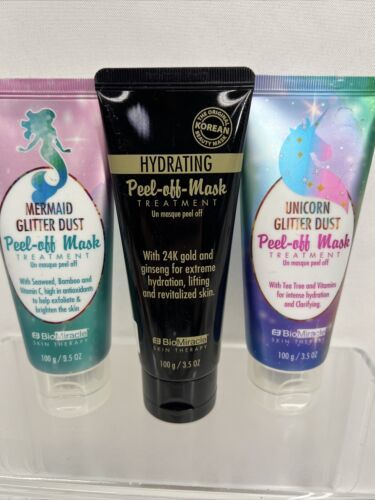 MERMAID
GLITTER DUST
Peel-off Mask
TREATMENT
Un masque peel off
With Seaweed, Bamboo and
Vitamin C, high in antioxidants
to help exfoliate &
brighten the skin.
BioMiracle
SKIN THERAPY
100 g / 3.5 OZ
THE ORIGINAL
KOREAN
BEAUTY MASK
HYDRATING
Peel-off-Mask
TREATMENT
Un masque peel off
With 24K gold and
ginseng for extreme
hydration, lifting
and revitalized skin.
BioMiracle
SKIN THERAPY
100 g / 3.5 OZ
UNICORN
GLITTER DUST
Peel-off Mask
TREATMENT
Un masque peel off
With Tea Tree and Vitamins
for intense hydration
and Clarifying.
BioMiracle
SKIN THERAPY
100 g / 3.5 OZ